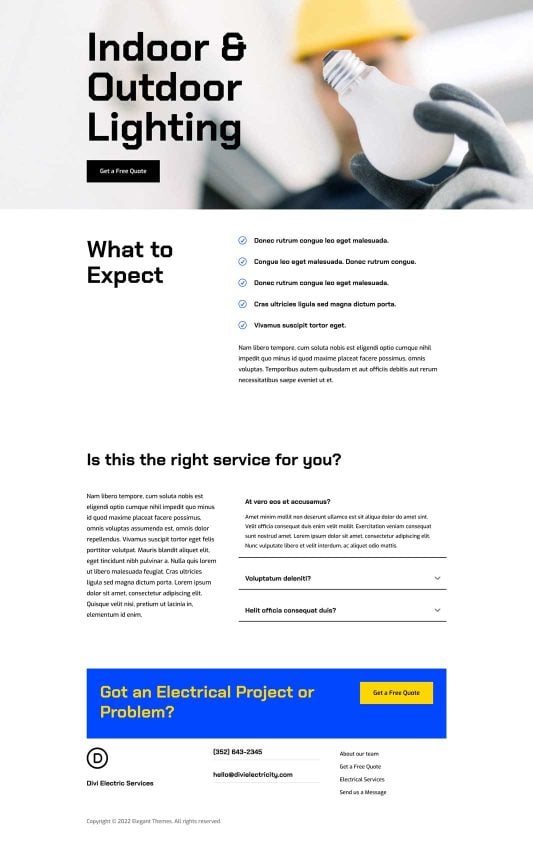 Indoor &
Outdoor
Lighting
Get a Free Quote
What to
Expect
Donec rutrum congue leo eget malesuada.
Congue leo eget malesuada. Donec rutrum congue.
Donec rutrum congue leo eget malesuada.
Cras ultricies ligula sed magna dictum porta.
Vivamus suscipit tortor eget.
Nam libero tempore, cum soluta nobis est eligendi optio cumque nihil
impedit quo minus id quod maxime placeat facere possimus, omnis
voluptas. Temporibus autem quibusdam et aut officiis debitis aut rerum
necessitatibus saepe eveniet ut et.
Is this the right service for you?
Nam libero tempore, cum soluta nobis est
eligendi optio cumque nihil impedit quo minus
id quod maxime placeat facere possimus,
omnis voluptas assumenda est, omnis dolor
repellendus. Vivamus suscipit tortor eget felis
porttitor volutpat. Mauris blandit aliquet elit,
eget tincidunt nibh pulvinar a. Nulla quis lorem
ut libero malesuada feugiat. Cras ultricies
ligula sed magna dictum porta. Lorem ipsum
dolor sit amet, consectetur adipiscing elit.
Quisque velit nisi, pretium ut lacinia in,
elementum id enim.
At vero eos et accusamus?
Amet minim mollit non deserunt ullamco est sit aliqua dolor do amet sint.
Velit officia consequat duis enim velit mollit. Exercitation veniam consequat
sunt nostrud amet. Lorem ipsum dolor sit amet, consectetur adipiscing elit.
Nunc vulputate libero et velit interdum, ac aliquet odio mattis.
Voluptatum deleniti?
Helit officia consequat duis?
Got an Electrical Project or
Problem?
Get a Free Quote
D
Divi Electric Services
(352) 643-2345
hello@divielectricity.com
About our team
Get a Free Quote
Electrical Services
Send us a Message
Copyright © 2022 Elegant Themes. All rights reserved.